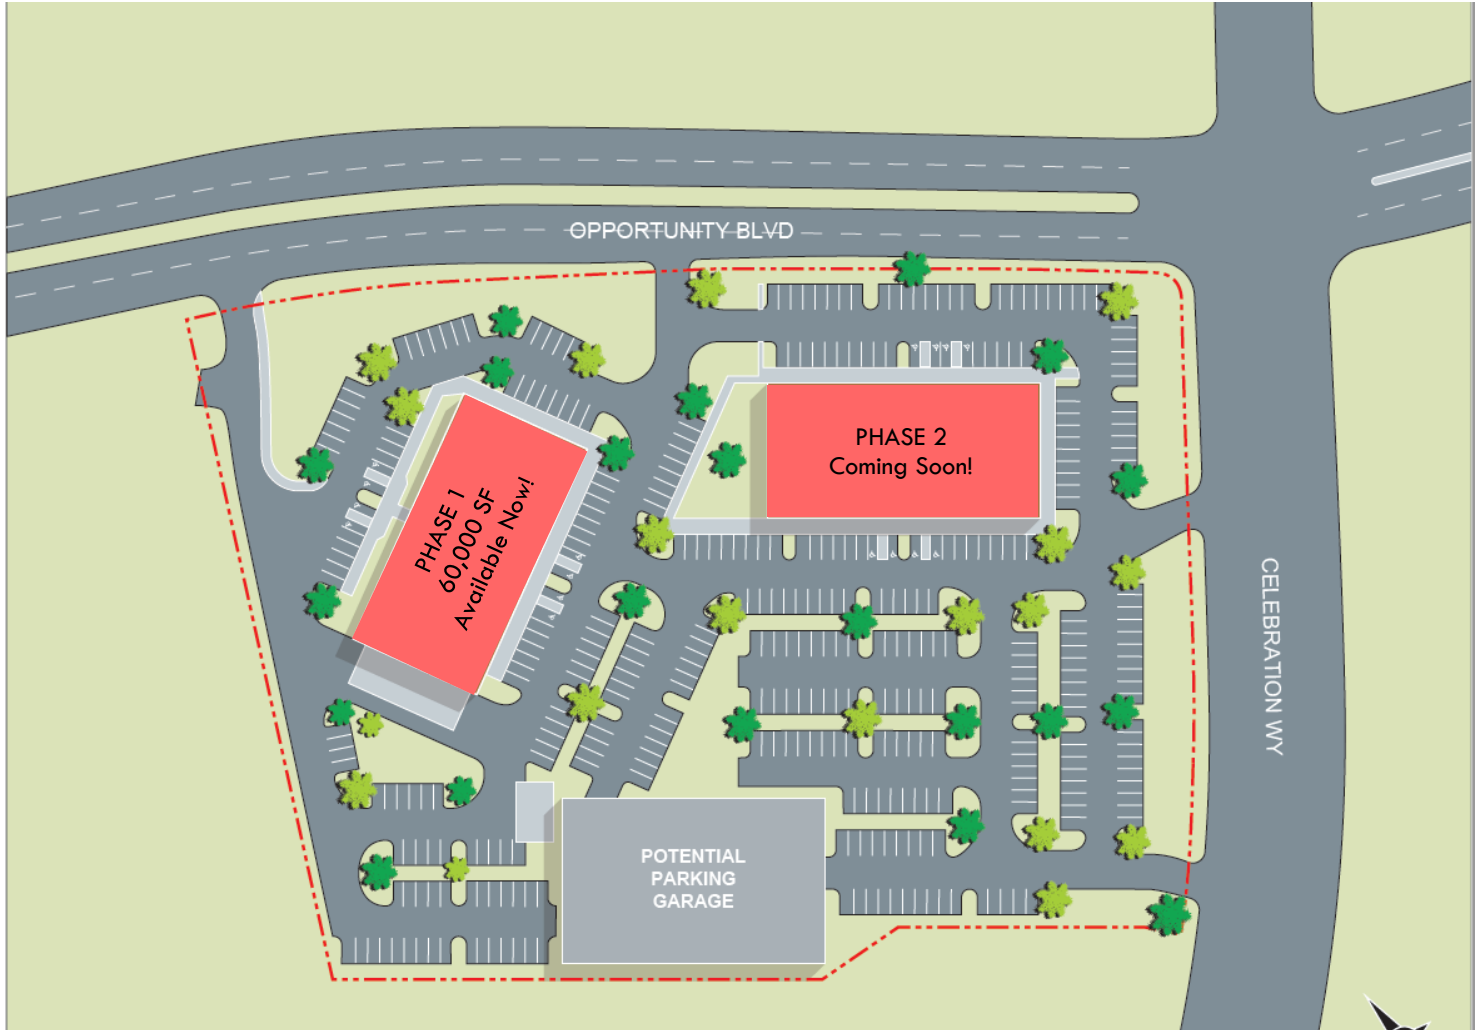 OPPORTUNITY BLVD
PHASE 1
60,000 SF
Available Now!
PHASE 2
Coming Soon!
CELEBRATION WY
POTENTIAL
PARKING
GARAGE